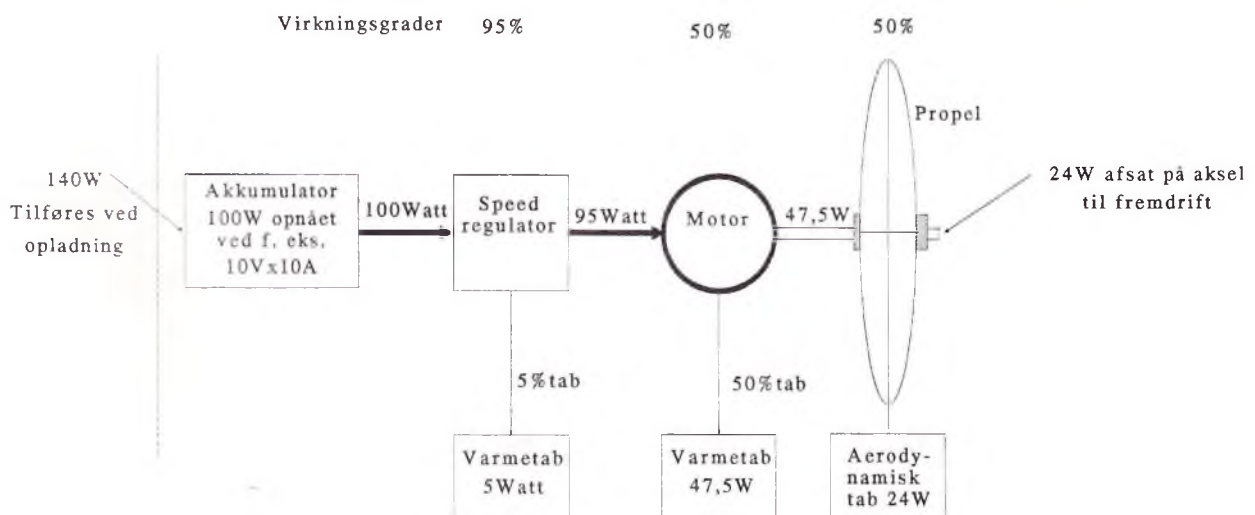 Virkningsgrader 95% 50% 50%
Propel
140W
Tilføres ved
opladning
Akkumulator
100W opnået
ved f. eks.
10Vx10A
100Watt
Speed
regulator
95Watt
Motor
47,5W
24W afsat på aksel
til fremdrift
5%tab
50%tab
Varmetab
5Watt
Varmetab
47,5W
Aerody-
namisk
tab 24W